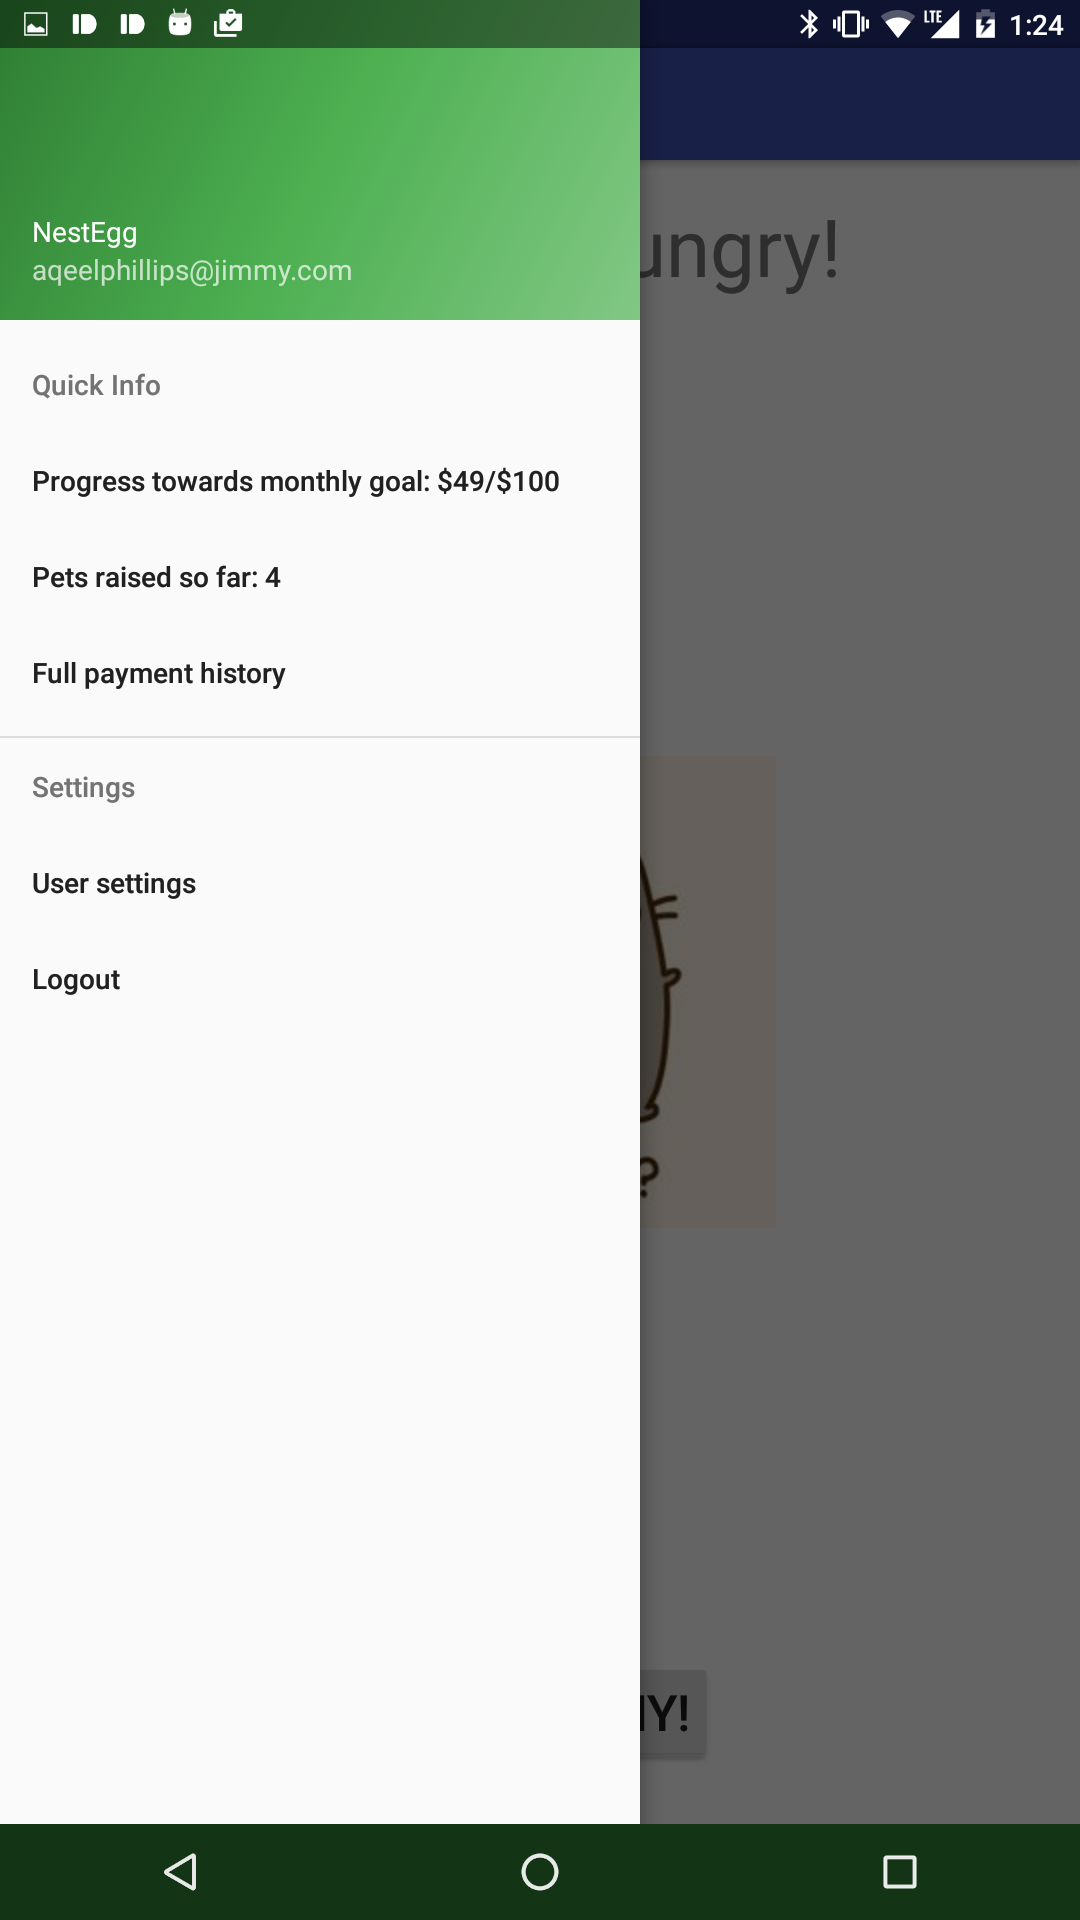 LTE 1:24
NestEgg
aqeelphillips@jimmy.com
ungry!
Quick Info
Progress towards monthly goal: $49/$100
Pets raised so far: 4
Full payment history
Settings
User settings
Logout
?
Y!